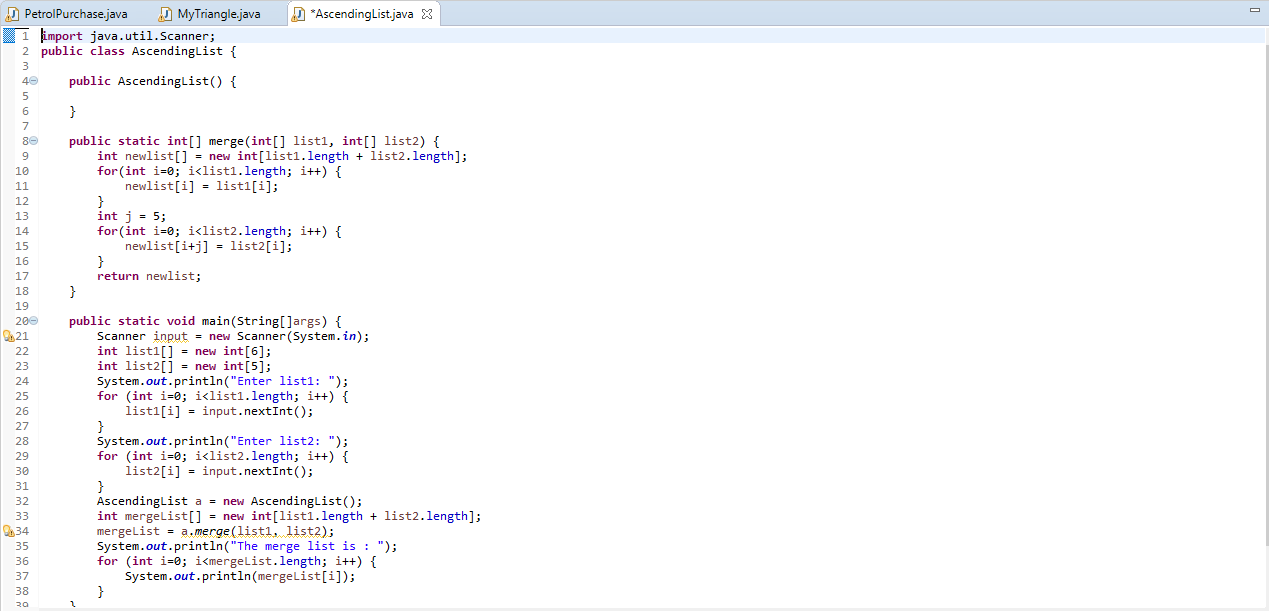 PetrolPurchase.java MyTriangle.java *AscendingList.java
1 import java.util.Scanner;
2 public class AscendingList {
3
4 public AscendingList() {
5
6 }
7
8 public static int[] merge(int[] list1, int[] list2) {
9 int newlist[] = new int[list1.length + list2.length];
10 for(int i=0; i<list1.length; i++) {
11 newlist[i] = list1[i];
12 }
13 int j = 5;
14 for(int i=0; i<list2.length; i++) {
15 newlist[i+j] = list2[i];
16 }
17 return newlist;
18 }
19
20 public static void main(String[]args) {
21 Scanner input = new Scanner(System.in);
22 int list1[] = new int[6];
23 int list2[] = new int[5];
24 System.out.println("Enter list1: ");
25 for (int i=0; i<list1.length; i++) {
26 list1[i] = input.nextInt();
27 }
28 System.out.println("Enter list2: ");
29 for (int i=0; i<list2.length; i++) {
30 list2[i] = input.nextInt();
31 }
32 AscendingList a = new AscendingList();
33 int mergeList[] = new int[list1.length + list2.length];
34 mergeList = a.merge(list1, list2);
35 System.out.println("The merge list is : ");
36 for (int i=0; i<mergeList.length; i++) {
37 System.out.println(mergeList[i]);
38 }
39 }